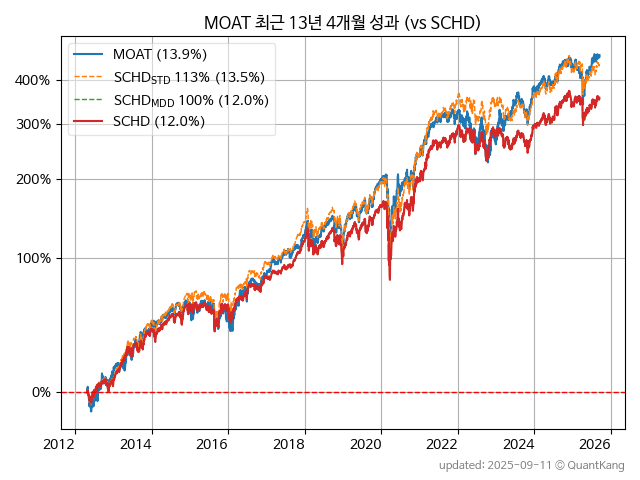 MOAT 최근 13년 4개월 성과 (vs SCHD)
MOAT (13.9%)
SCHD_STD 113% (13.5%)
SCHD_MDD 100% (12.0%)
SCHD (12.0%)
400%
300%
200%
100%
0%
2012 2014 2016 2018 2020 2022 2024 2026
updated: 2025-09-11 © QuantKang